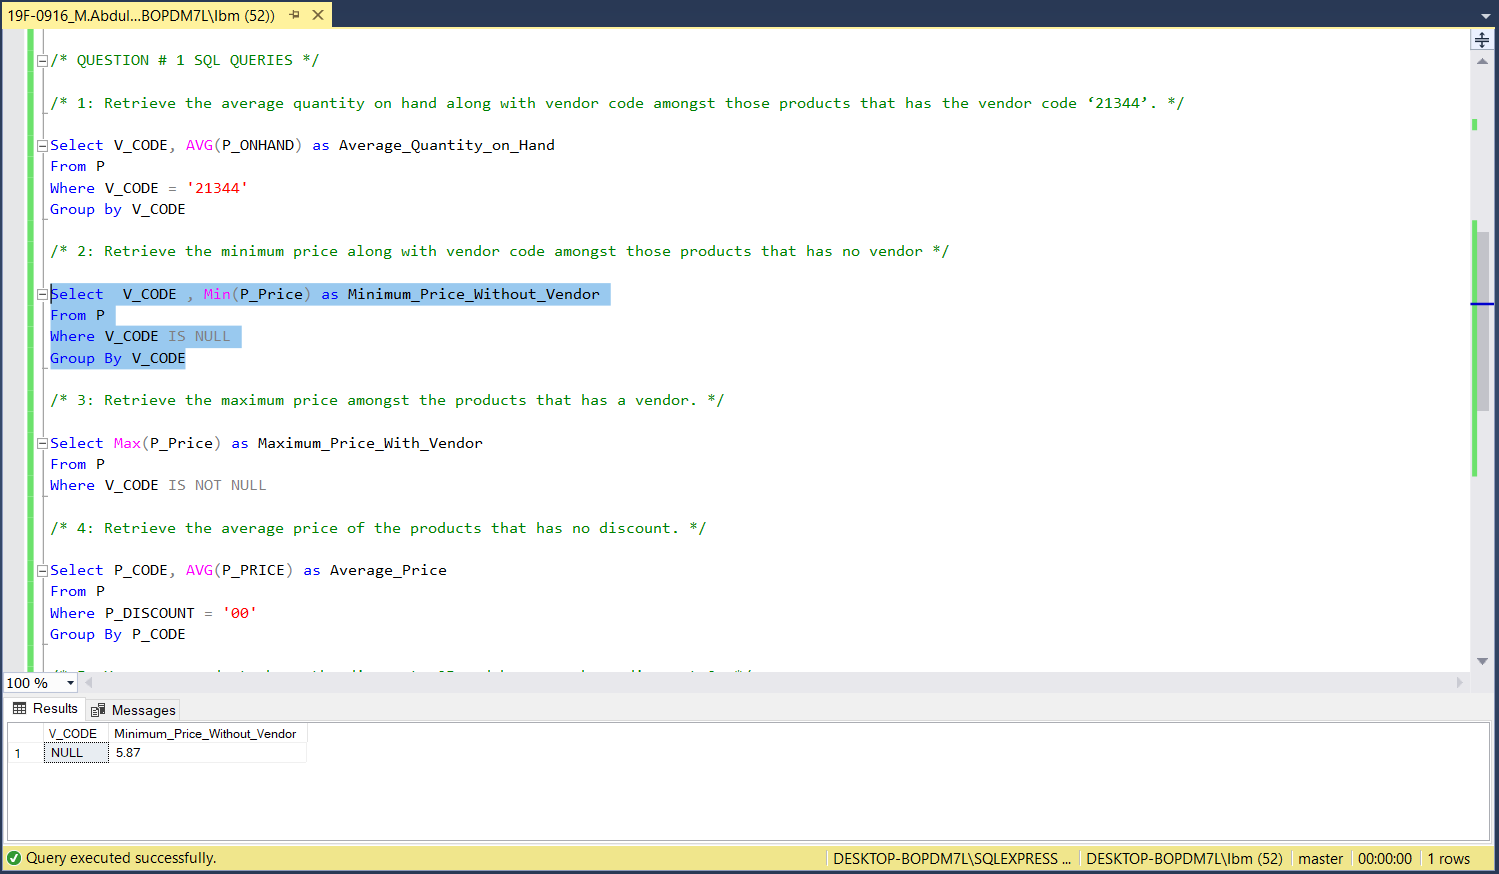 19F-0916_M.Abdul...BOPDM7L\Ibm (52))
/* QUESTION # 1 SQL QUERIES */
/* 1: Retrieve the average quantity on hand along with vendor code amongst those products that has the vendor code ‘21344’. */
Select V_CODE, AVG(P_ONHAND) as Average_Quantity_on_Hand
From P
Where V_CODE = '21344'
Group by V_CODE
/* 2: Retrieve the minimum price along with vendor code amongst those products that has no vendor */
Select  V_CODE , Min(P_Price) as Minimum_Price_Without_Vendor
From P
Where V_CODE IS NULL
Group By V_CODE
/* 3: Retrieve the maximum price amongst the products that has a vendor. */
Select Max(P_Price) as Maximum_Price_With_Vendor
From P
Where V_CODE IS NOT NULL
/* 4: Retrieve the average price of the products that has no discount. */
Select P_CODE, AVG(P_PRICE) as Average_Price
From P
Where P_DISCOUNT = '00'
Group By P_CODE
100 %
Results Messages
V_CODE Minimum_Price_Without_Vendor
1 NULL 5.87
Query executed successfully. DESKTOP-BOPDM7L\SQLEXPRESS ... DESKTOP-BOPDM7L\Ibm (52) master 00:00:00 1 rows